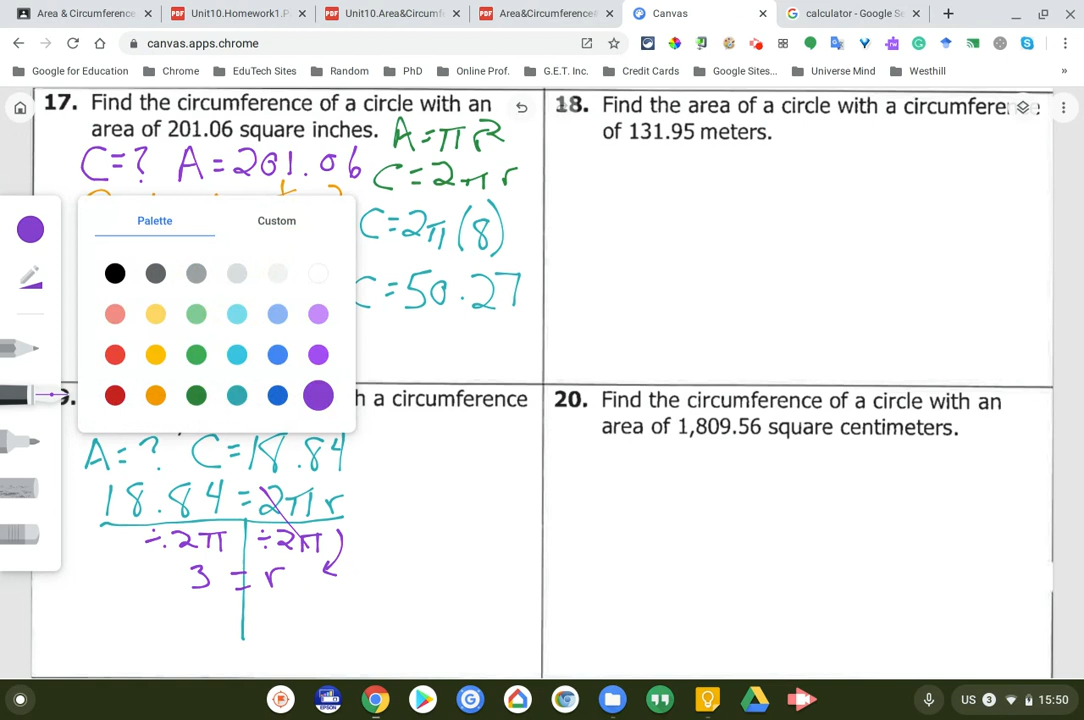 Area & Circumference
Unit10.Homework1.P
Unit10.Area&Circumf
Area&Circumference
Canvas
calculator - Google Se
canvas.apps.chrome
Google for Education
Chrome
EduTech Sites
Random
PhD
Online Prof.
G.E.T. Inc.
Credit Cards
Google Sites...
Universe Mind
Westhill
»
17. Find the circumference of a circle with an
area of 201.06 square inches.
A=πr²
C=? A=201.06
C=2πr
C=2π(8)
C=50.27
18. Find the area of a circle with a circumfere
of 131.95 meters.
Palette
Custom
9.
h a circumference
A=? C=18.84
18.84=2πr
÷2π ÷2π
3=r
20. Find the circumference of a circle with an
area of 1,809.56 square centimeters.
EPSON
US 3 15:50